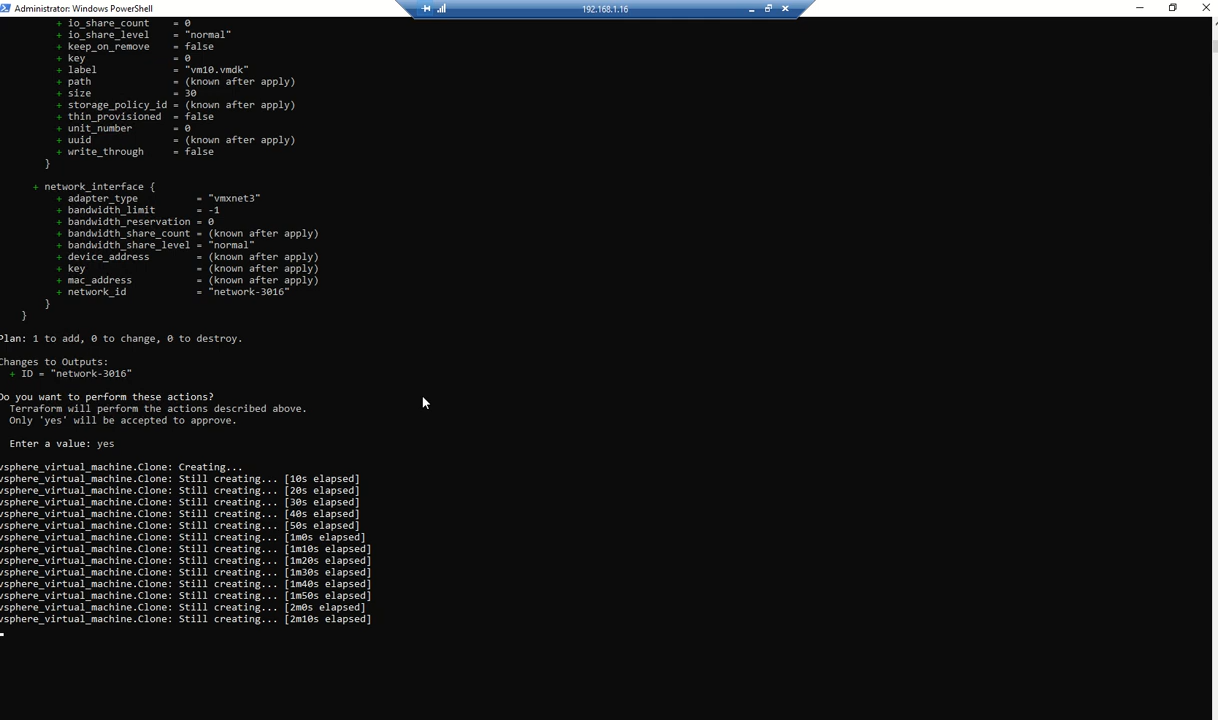 Administrator: Windows PowerShell
192.168.1.16
+ io_share_count    = 0
+ io_share_level    = "normal"
+ keep_on_remove    = false
+ key               = 0
+ label             = "vm10.vmdk"
+ path              = (known after apply)
+ size              = 30
+ storage_policy_id = (known after apply)
+ thin_provisioned  = false
+ unit_number       = 0
+ uuid              = (known after apply)
+ write_through     = false
}
+ network_interface {
+ adapter_type          = "vmxnet3"
+ bandwidth_limit       = -1
+ bandwidth_reservation = 0
+ bandwidth_share_count = (known after apply)
+ bandwidth_share_level = "normal"
+ device_address        = (known after apply)
+ key                   = (known after apply)
+ mac_address           = (known after apply)
+ network_id            = "network-3016"
}
}
Plan: 1 to add, 0 to change, 0 to destroy.
Changes to Outputs:
+ ID = "network-3016"
Do you want to perform these actions?
Terraform will perform the actions described above.
Only 'yes' will be accepted to approve.
Enter a value: yes
vsphere_virtual_machine.Clone: Creating...
vsphere_virtual_machine.Clone: Still creating... [10s elapsed]
vsphere_virtual_machine.Clone: Still creating... [20s elapsed]
vsphere_virtual_machine.Clone: Still creating... [30s elapsed]
vsphere_virtual_machine.Clone: Still creating... [40s elapsed]
vsphere_virtual_machine.Clone: Still creating... [50s elapsed]
vsphere_virtual_machine.Clone: Still creating... [1m0s elapsed]
vsphere_virtual_machine.Clone: Still creating... [1m10s elapsed]
vsphere_virtual_machine.Clone: Still creating... [1m20s elapsed]
vsphere_virtual_machine.Clone: Still creating... [1m30s elapsed]
vsphere_virtual_machine.Clone: Still creating... [1m40s elapsed]
vsphere_virtual_machine.Clone: Still creating... [1m50s elapsed]
vsphere_virtual_machine.Clone: Still creating... [2m0s elapsed]
vsphere_virtual_machine.Clone: Still creating... [2m10s elapsed]